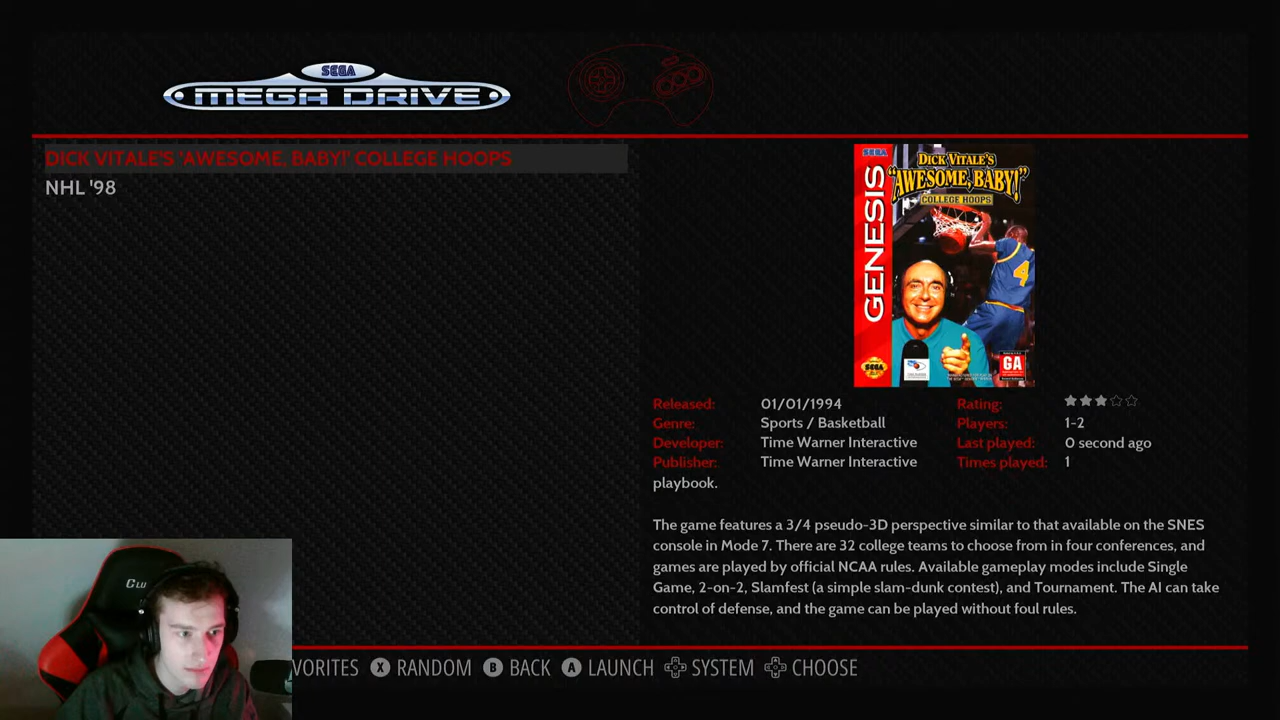 SEGA
MEGA DRIVE
DICK VITALE'S 'AWESOME, BABY!' COLLEGE HOOPS
NHL '98
SEGA
GENESIS
DICK VITALE'S
"AWESOME, BABY!"
COLLEGE HOOPS
4
SEGA
GA
Released: 01/01/1994 Rating:
Genre: Sports / Basketball Players: 1-2
Developer: Time Warner Interactive Last played: 0 second ago
Publisher: Time Warner Interactive Times played: 1
playbook.
The game features a 3/4 pseudo-3D perspective similar to that available on the SNES
console in Mode 7. There are 32 college teams to choose from in four conferences, and
games are played by official NCAA rules. Available gameplay modes include Single
Game, 2-on-2, Slamfest (a simple slam-dunk contest), and Tournament. The AI can take
control of defense, and the game can be played without foul rules.
CLU
VORITES X RANDOM B BACK A LAUNCH SYSTEM CHOOSE